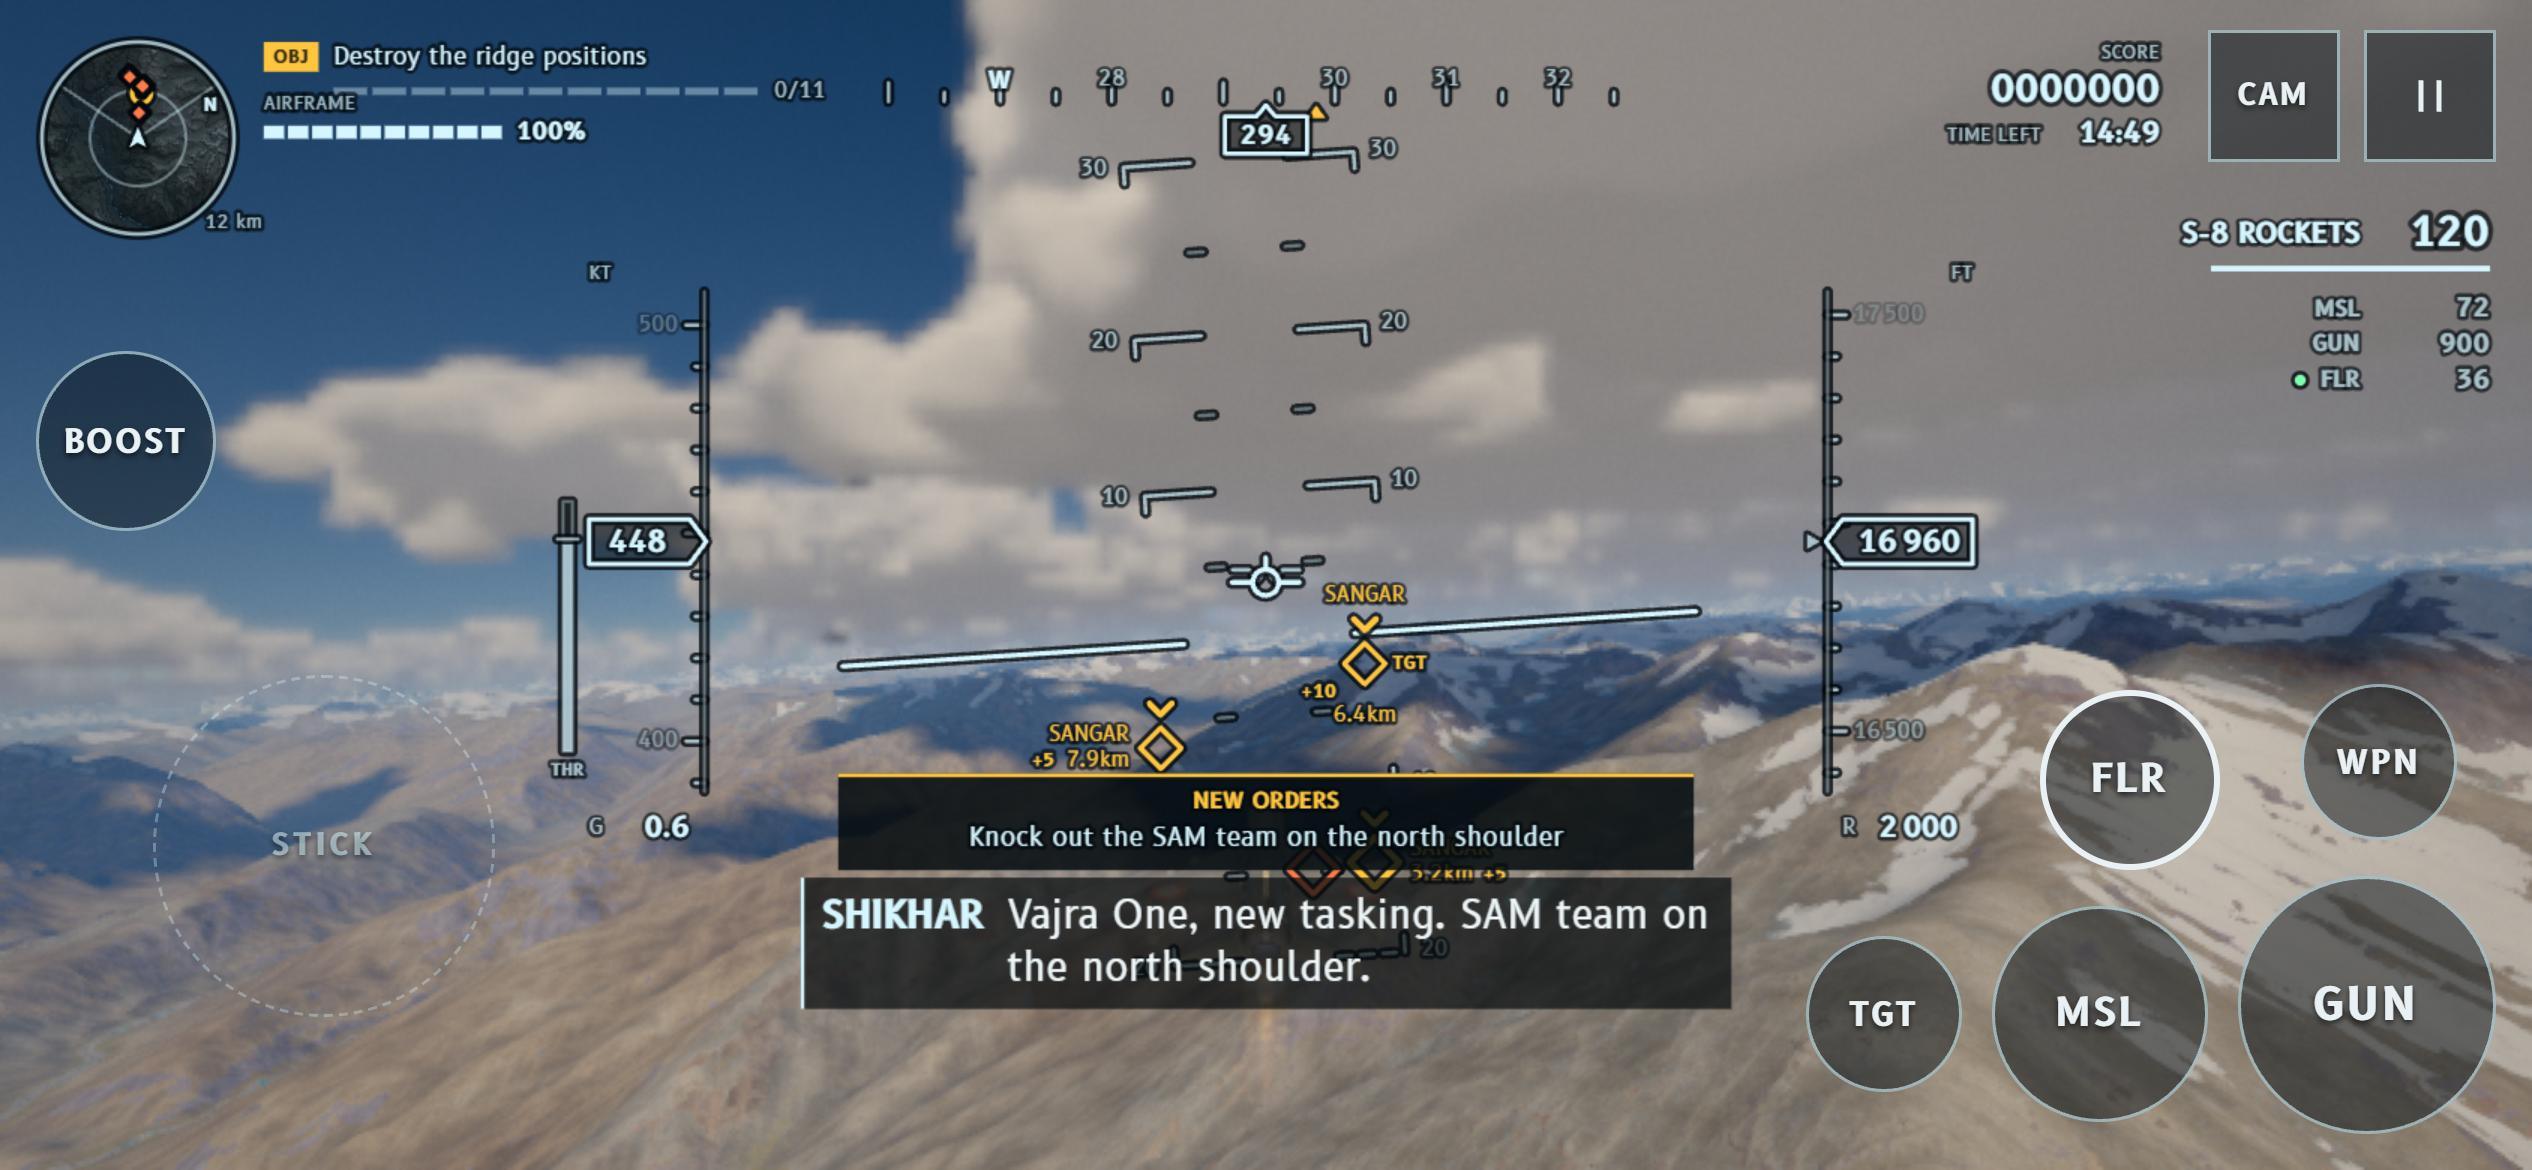 OBJ Destroy the ridge positions
0/11
AIRFRAME
100%
N
12 km
W 28 30 31 32
294
SCORE
0000000
TIME LEFT 14:49
CAM
S-8 ROCKETS 120
MSL 72
GUN 900
FLR 36
KT
500
448
400
THR
G 0.6
FT
17 500
16 960
16 500
R 2 000
30 30
20 20
10 10
BOOST
STICK
SANGAR
TGT
+10
6.4km
SANGAR
+5 7.9km
NEW ORDERS
Knock out the SAM team on the north shoulder
SANGAR
+5
SHIKHAR Vajra One, new tasking. SAM team on
the north shoulder.
20
FLR
WPN
TGT
MSL
GUN